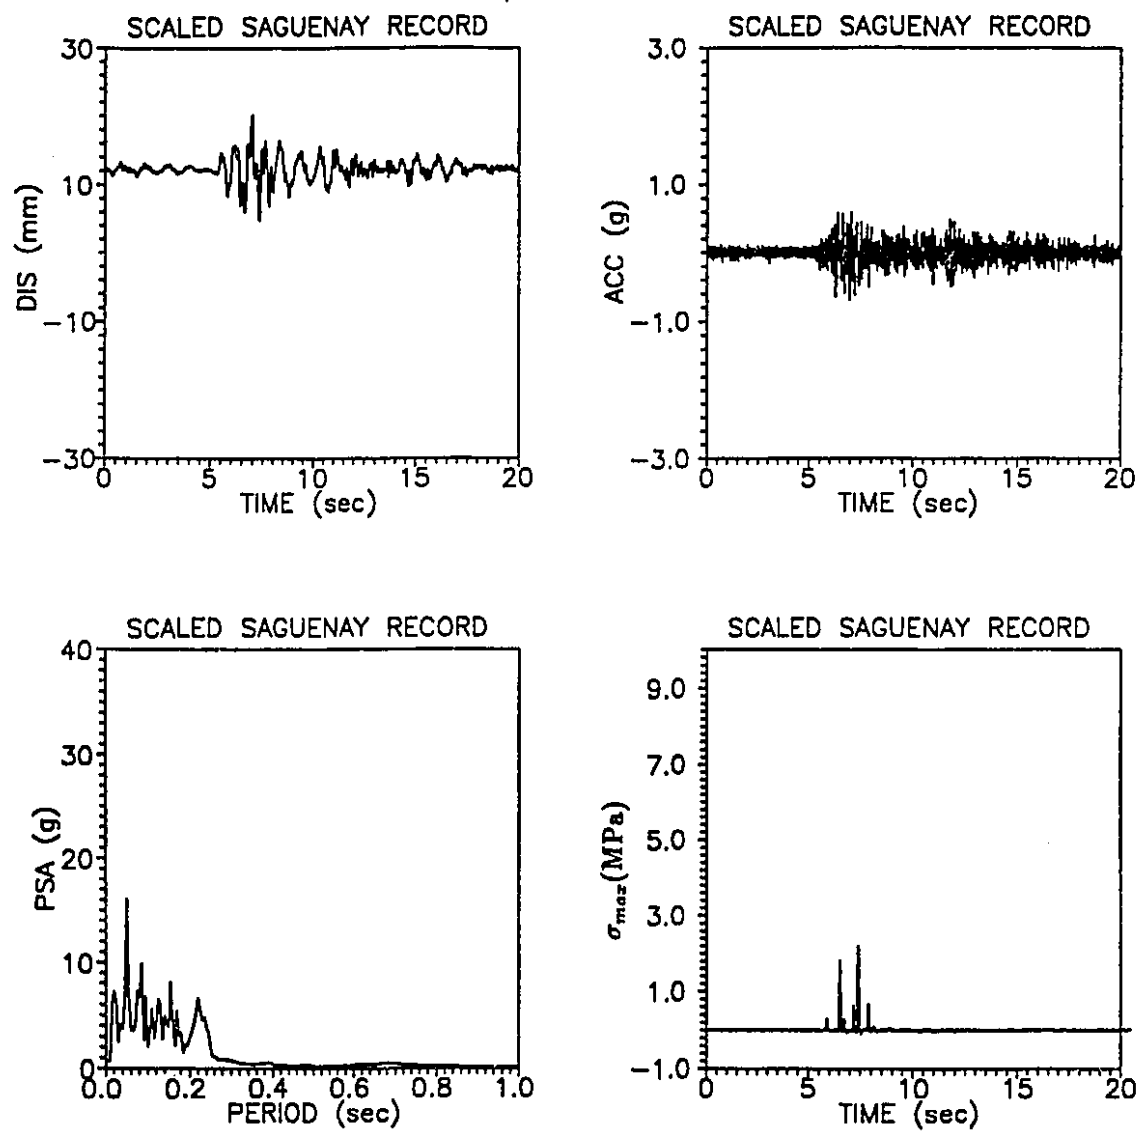 SCALED SAGUENAY RECORD
30
10
−10
−30
DIS (mm)
0 5 10 15 20
TIME (sec)
SCALED SAGUENAY RECORD
3.0
1.0
−1.0
−3.0
ACC (g)
0 5 10 15 20
TIME (sec)
SCALED SAGUENAY RECORD
40
30
20
10
0
PSA (g)
0.0 0.2 0.4 0.6 0.8 1.0
PERIOD (sec)
SCALED SAGUENAY RECORD
9.0
7.0
5.0
3.0
1.0
−1.0
σmax(MPa)
0 5 10 15 20
TIME (sec)